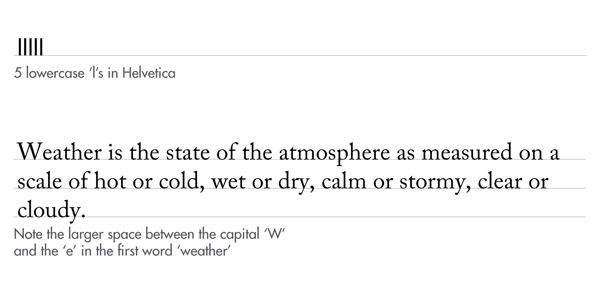 lllll
5 lowercase ‘l’s in Helvetica
Weather is the state of the atmosphere as measured on a
scale of hot or cold, wet or dry, calm or stormy, clear or
cloudy.
Note the larger space between the capital ‘W’
and the ‘e’ in the first word ‘weather’